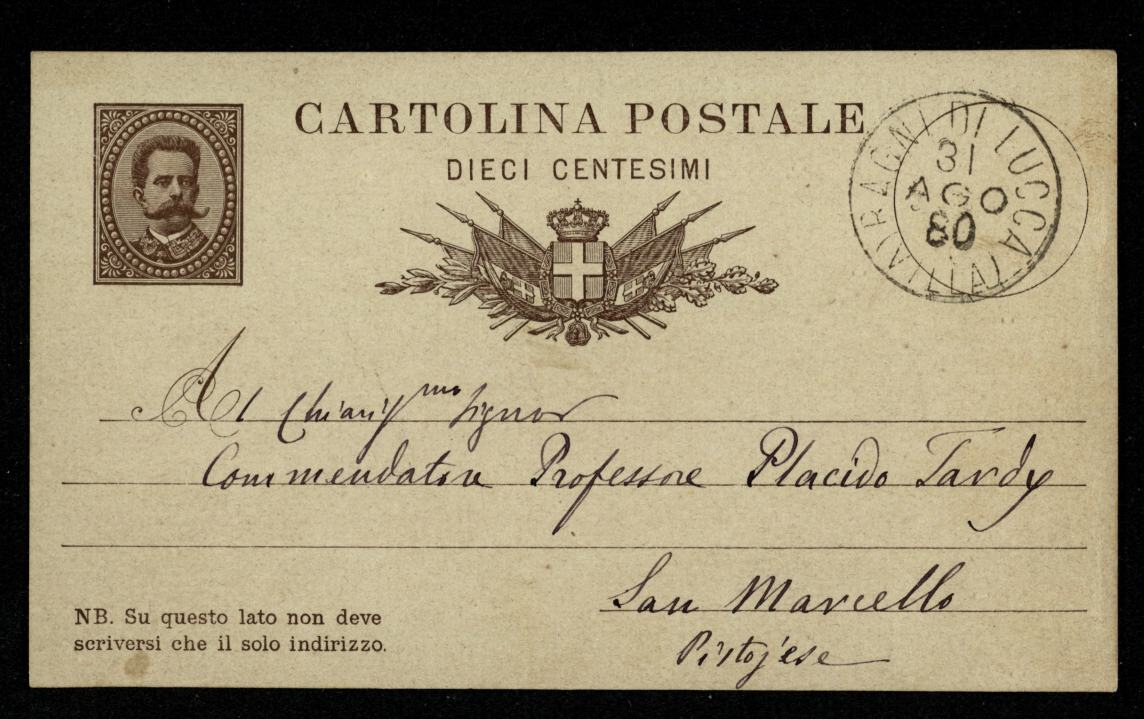 CARTOLINA POSTALE
DIECI CENTESIMI
BAGNI DI LUCCA (VILLA)
31
AGO
80
Al Chiariss^mo Signor
Commendatore Professore Placido Tardy
San Marcello
Pistojese
NB. Su questo lato non deve
scriversi che il solo indirizzo.